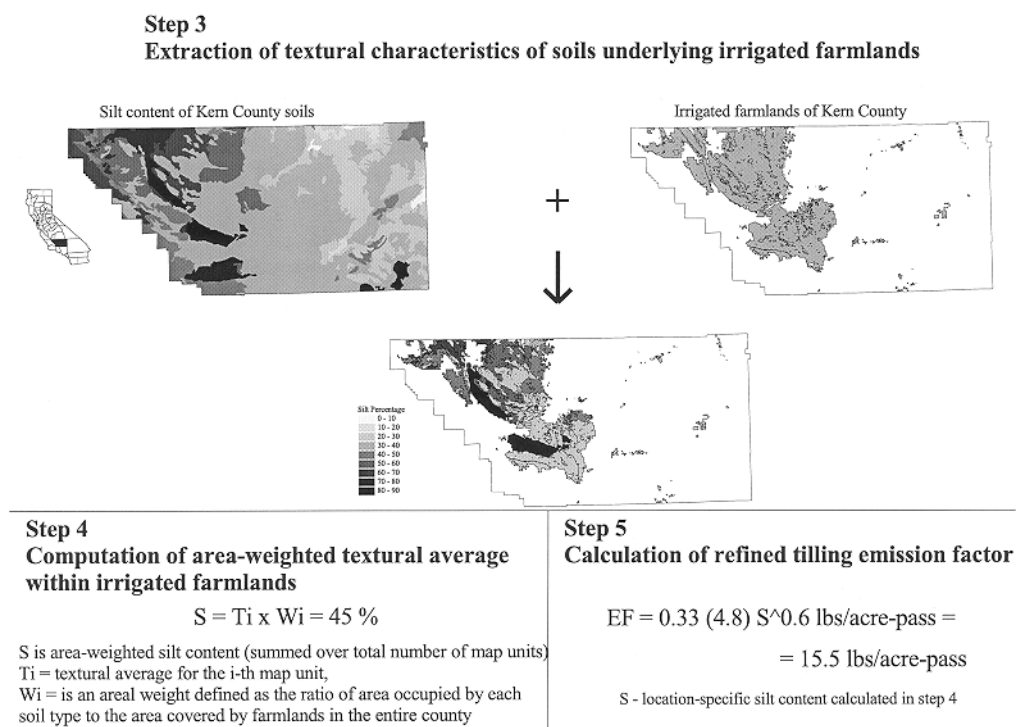 Step 3
Extraction of textural characteristics of soils underlying irrigated farmlands
Silt content of Kern County soils
Irrigated farmlands of Kern County
+
Silt Percentage
0 - 10
10 - 20
20 - 30
30 - 40
40 - 50
50 - 60
60 - 70
70 - 80
80 - 90
Step 4
Computation of area-weighted textural average
within irrigated farmlands
S = Ti x Wi = 45 %
S is area-weighted silt content (summed over total number of map units)
Ti = textural average for the i-th map unit,
Wi = is an areal weight defined as the ratio of area occupied by each
soil type to the area covered by farmlands in the entire county
Step 5
Calculation of refined tilling emission factor
EF = 0.33 (4.8) S^0.6 lbs/acre-pass =
= 15.5 lbs/acre-pass
S - location-specific silt content calculated in step 4